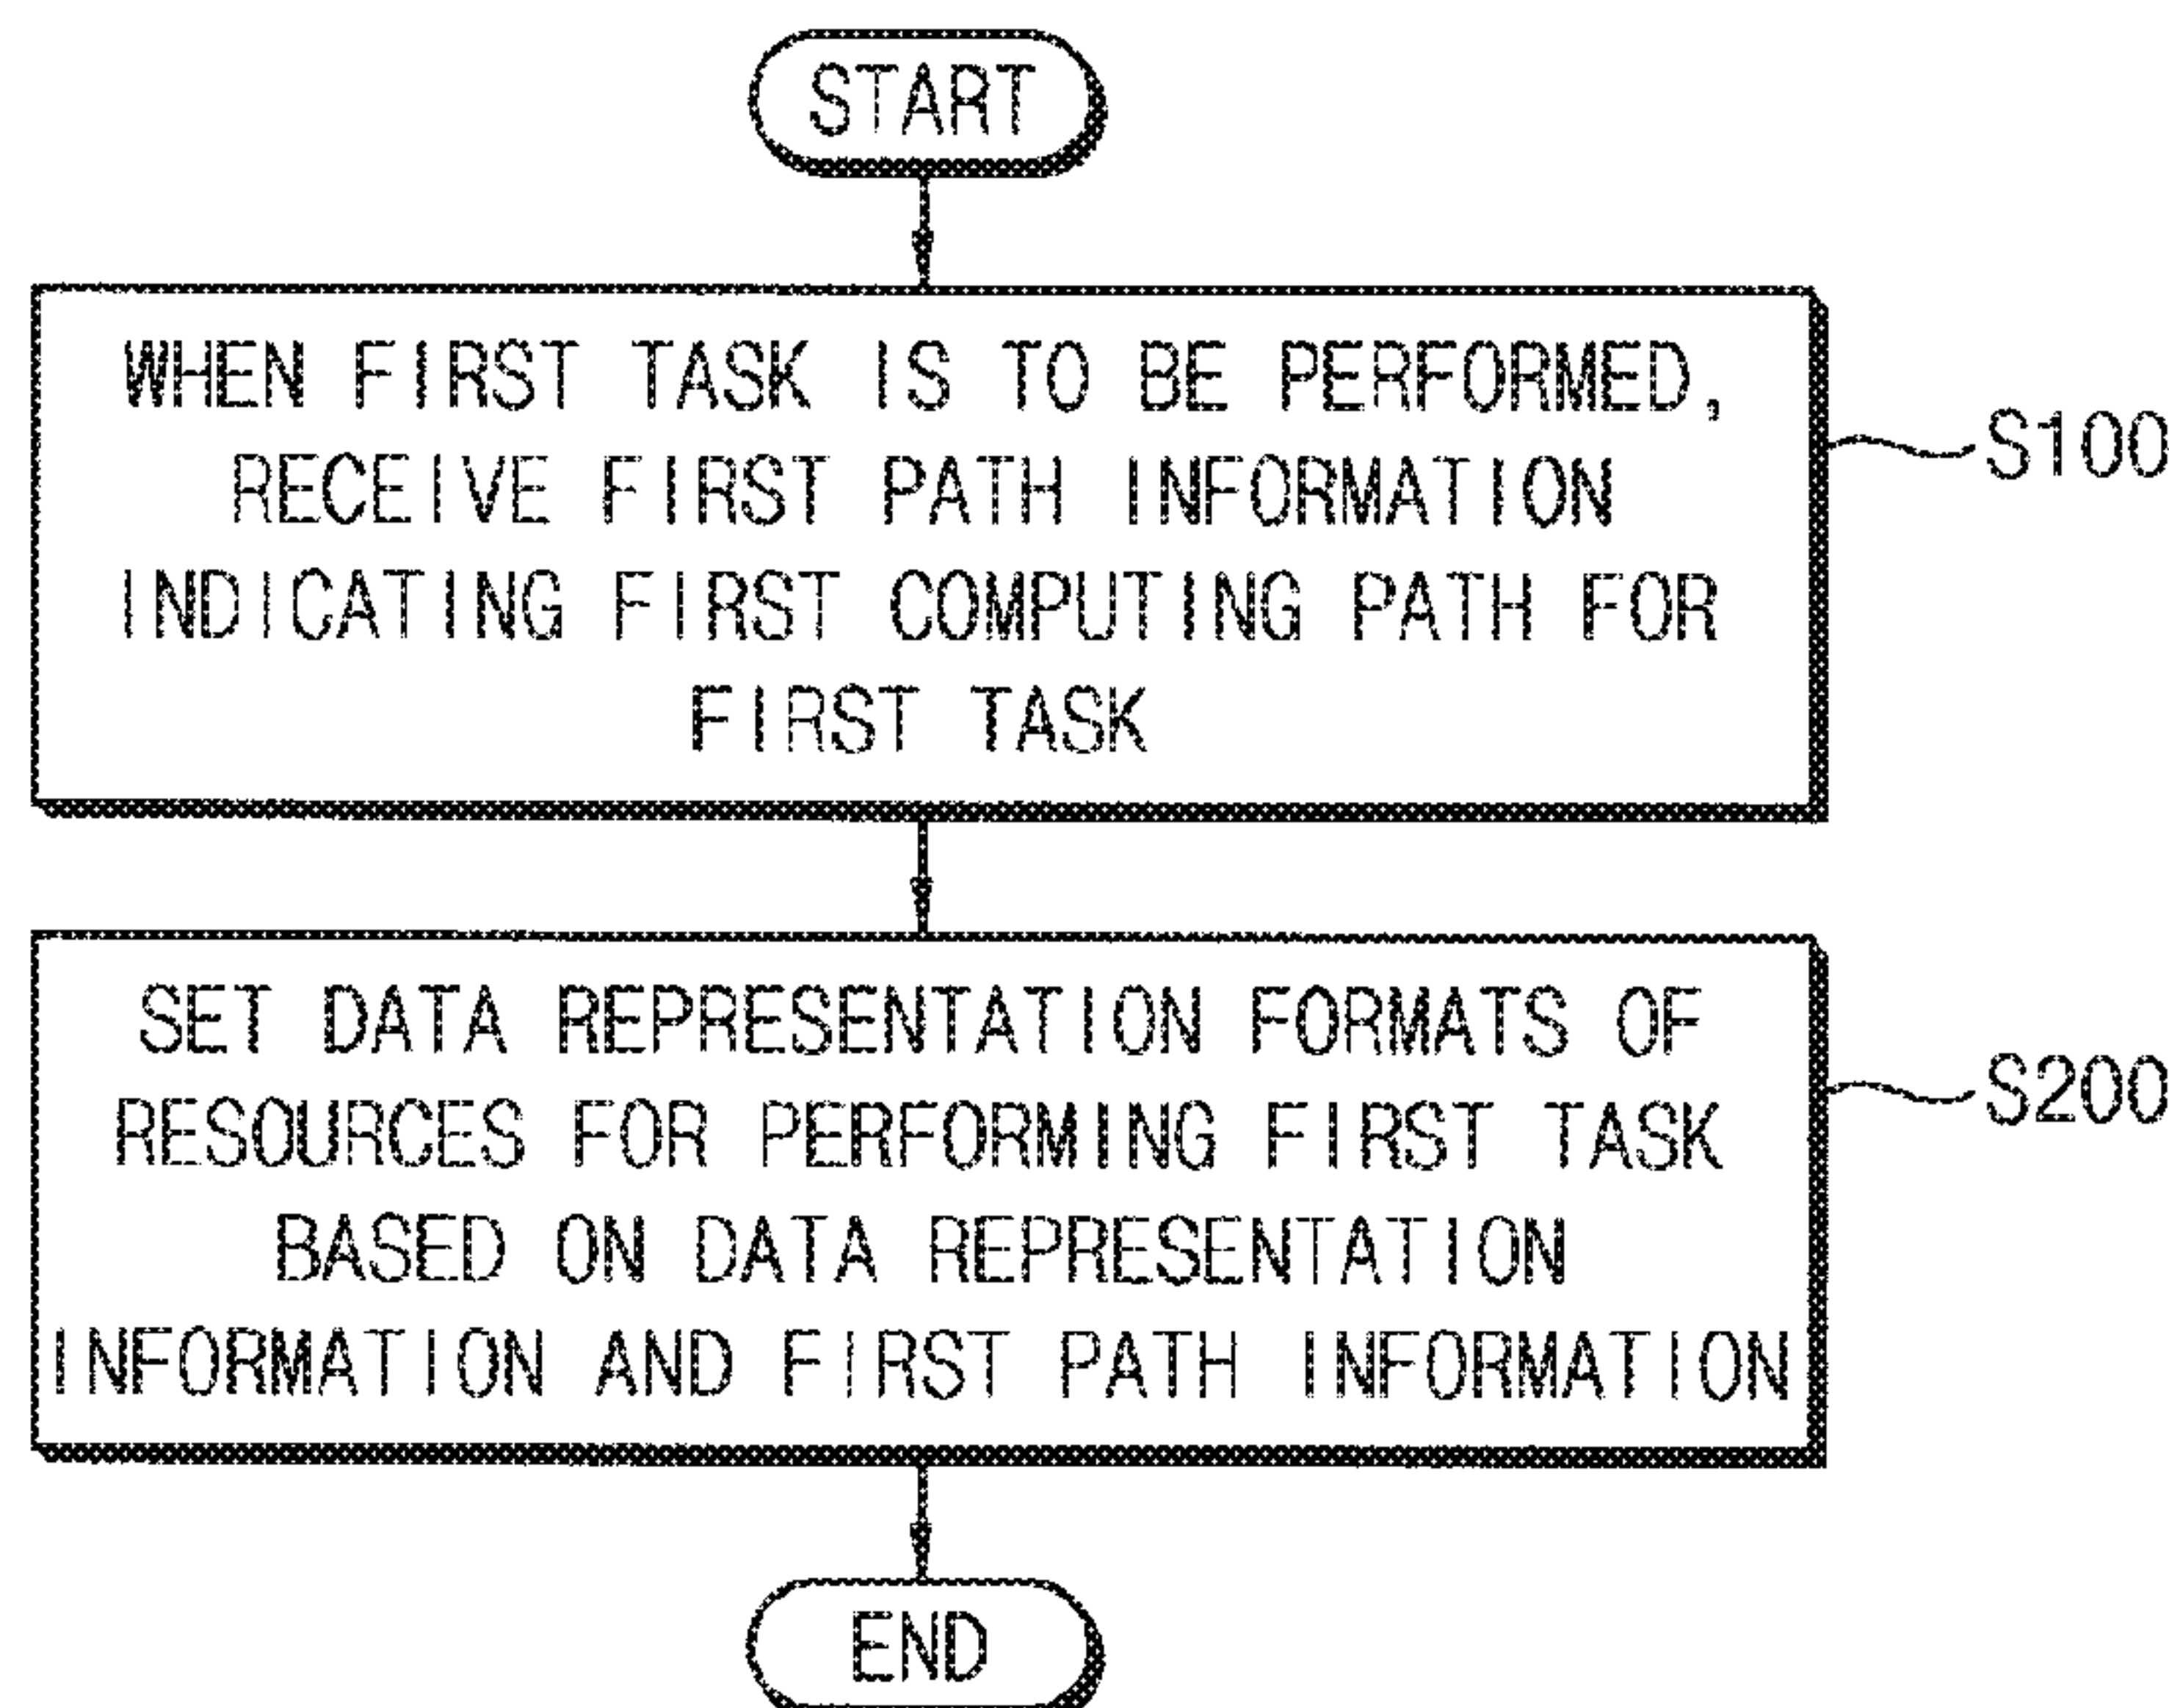 START
WHEN FIRST TASK IS TO BE PERFORMED,
RECEIVE FIRST PATH INFORMATION
INDICATING FIRST COMPUTING PATH FOR
FIRST TASK
S100
SET DATA REPRESENTATION FORMATS OF
RESOURCES FOR PERFORMING FIRST TASK
BASED ON DATA REPRESENTATION
INFORMATION AND FIRST PATH INFORMATION
S200
END